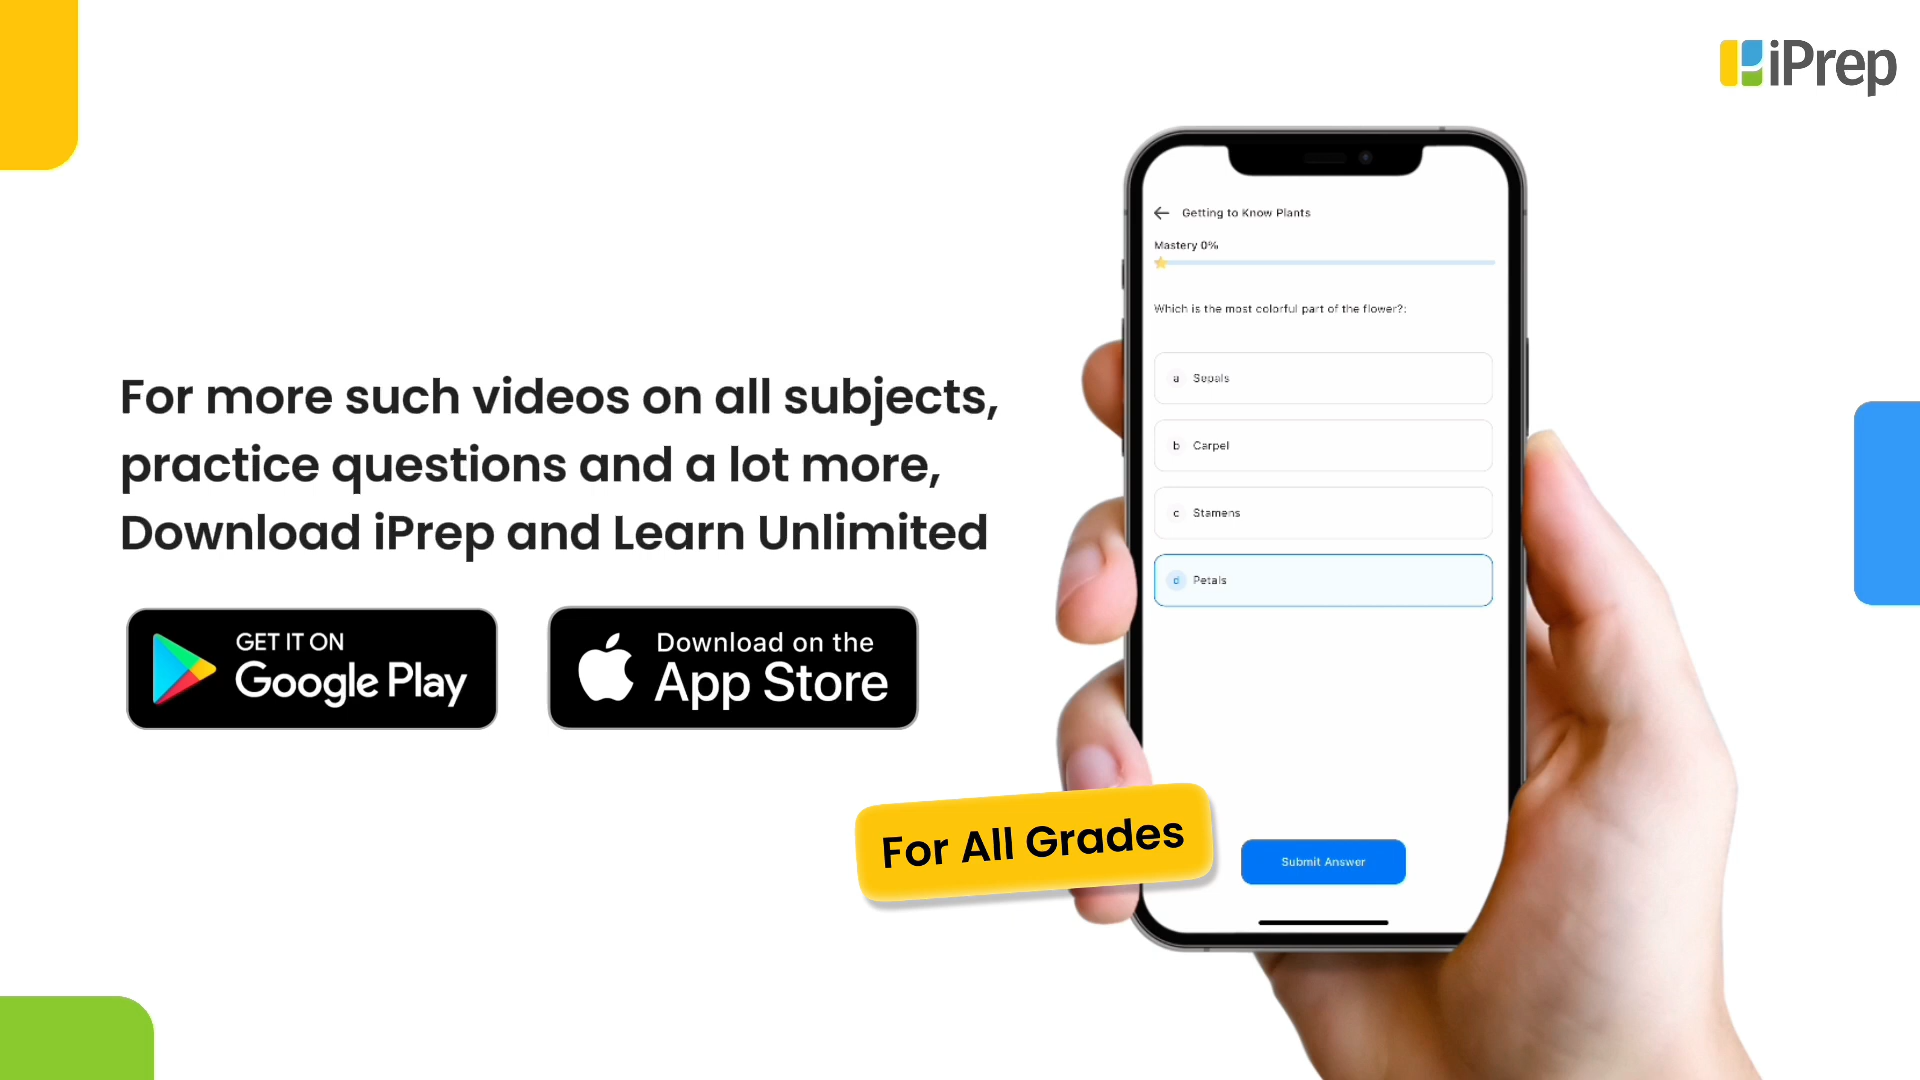 iPrep
Getting to Know Plants
Mastery 0%
Which is the most colorful part of the flower?:
a Sepals
b Carpel
c Stamens
d Petals
Submit Answer
For more such videos on all subjects,
practice questions and a lot more,
Download iPrep and Learn Unlimited
GET IT ON
Google Play
Download on the
App Store
For All Grades